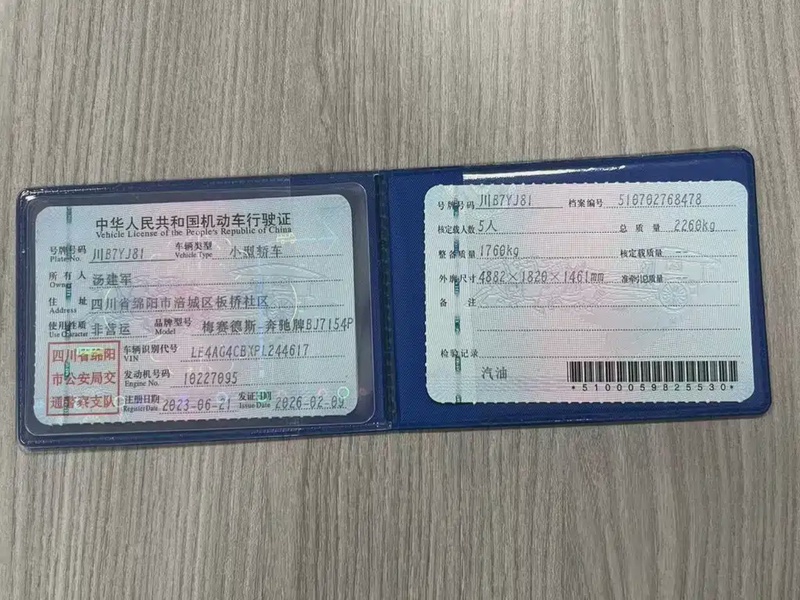 中华人民共和国机动车行驶证
Vehicle License of the People's Republic of China
号牌号码 川B7YJ81 车辆类型 小型轿车
Plate No. Vehicle Type
所有人 汤建军
Owner
住址 四川省绵阳市涪城区板桥社区
Address
使用性质 非营运 品牌型号 梅赛德斯-奔驰牌BJ7154P
Use Character Model
四川省绵阳
市公安局交
通警察支队
车辆识别代号 LE4AG4CBXPL244617
VIN
发动机号码 10227095
Engine No.
注册日期 2023-06-21 发证日期 2026-02-09
Register Date Issue Date
号牌号码 川B7YJ81 档案编号 510702768478
核定载人数 5人 总质量 2260kg
整备质量 1760kg 核定载质量 --
外廓尺寸 4882×1820×1461mm 准牵引总质量 --
备注
检验记录
汽油
*5100059825530*